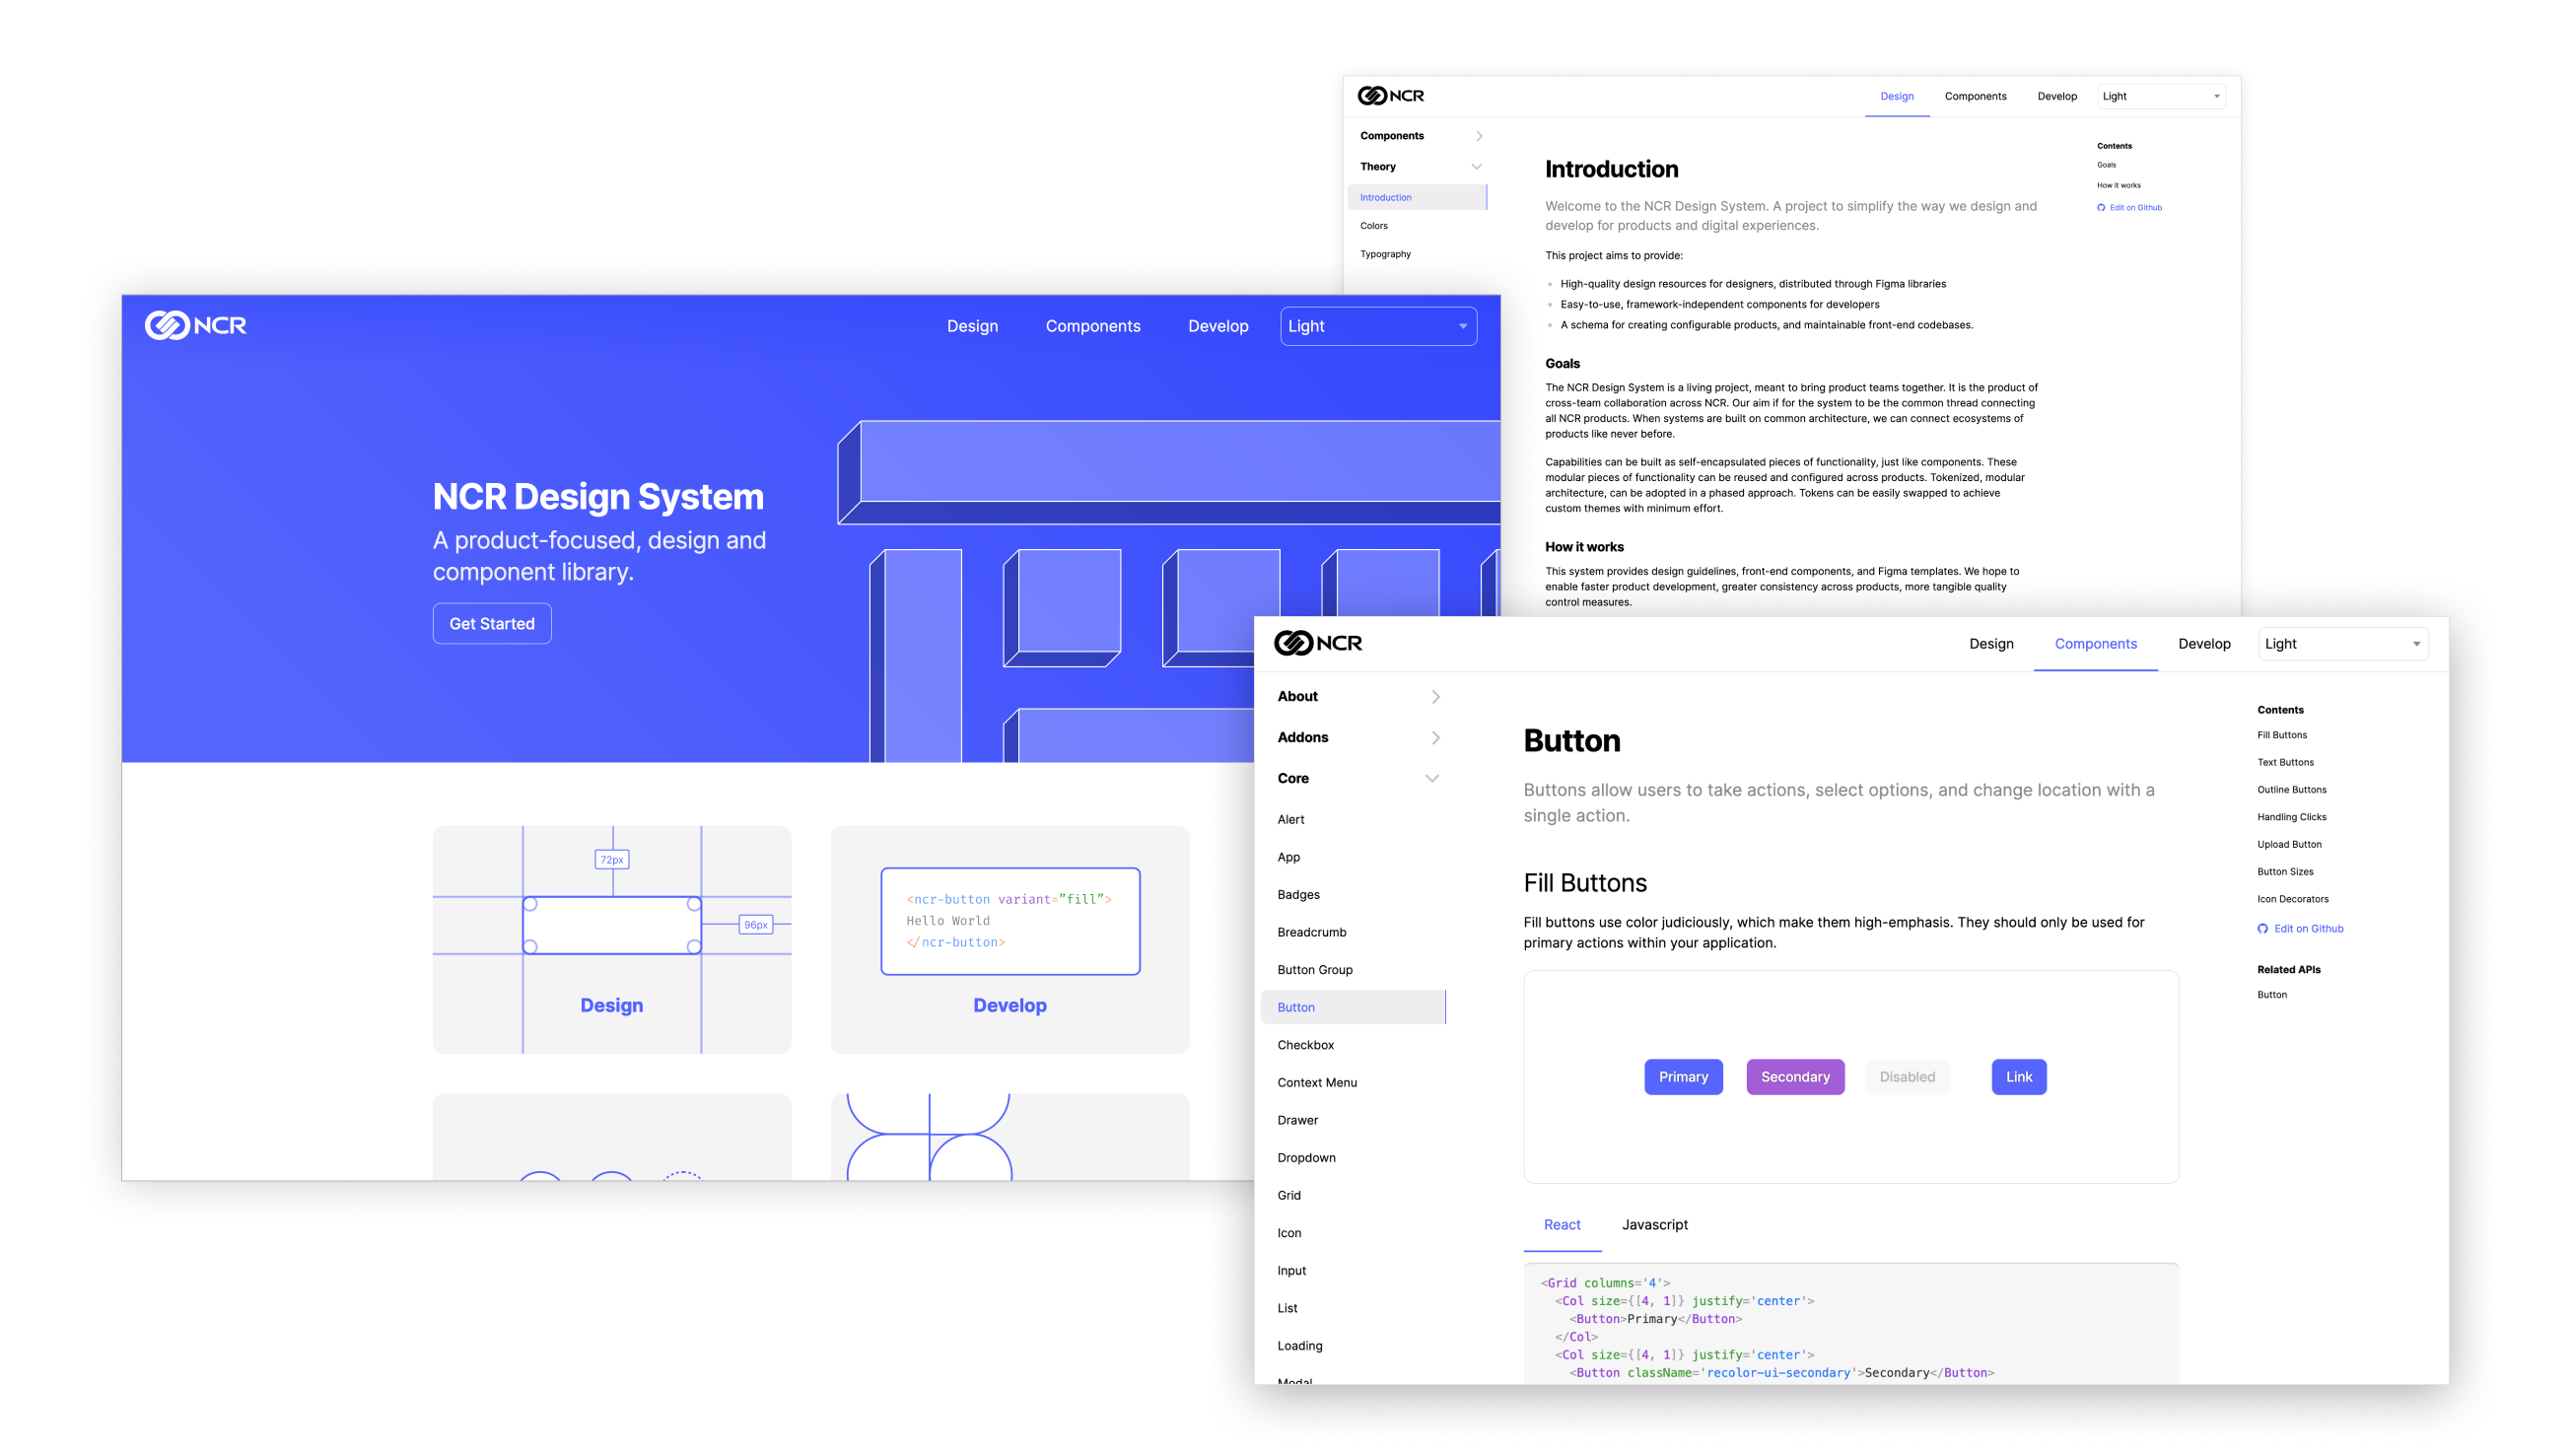 NCR
Design
Components
Develop
Light
NCR Design System
A product-focused, design and
component library.
Get Started
72px
96px
Design
<ncr-button variant=”fill”>
Hello World
</ncr-button>
Develop
NCR
Design
Components
Develop
Light
Components
Theory
Introduction
Colors
Typography
Introduction
Welcome to the NCR Design System. A project to simplify the way we design and
develop for products and digital experiences.
This project aims to provide:
High-quality design resources for designers, distributed through Figma libraries
Easy-to-use, framework-independent components for developers
A schema for creating configurable products, and maintainable front-end codebases.
Goals
The NCR Design System is a living project, meant to bring product teams together. It is the product of
cross-team collaboration across NCR. Our aim if for the system to be the common thread connecting
all NCR products. When systems are built on common architecture, we can connect ecosystems of
products like never before.
Capabilities can be built as self-encapsulated pieces of functionality, just like components. These
modular pieces of functionality can be reused and configured across products. Tokenized, modular
architecture, can be adopted in a phased approach. Tokens can be easily swapped to achieve
custom themes with minimum effort.
How it works
This system provides design guidelines, front-end components, and Figma templates. We hope to
enable faster product development, greater consistency across products, more tangible quality
control measures.
Contents
Goals
How it works
Edit on Github
NCR
Design
Components
Develop
Light
About
Addons
Core
Alert
App
Badges
Breadcrumb
Button Group
Button
Checkbox
Context Menu
Drawer
Dropdown
Grid
Icon
Input
List
Loading
Modal
Button
Buttons allow users to take actions, select options, and change location with a
single action.
Fill Buttons
Fill buttons use color judiciously, which make them high-emphasis. They should only be used for
primary actions within your application.
Primary
Secondary
Disabled
Link
React
Javascript
<Grid columns='4'>
<Col size={[4, 1]} justify='center'>
<Button>Primary</Button>
</Col>
<Col size={[4, 1]} justify='center'>
<Button className='recolor-ui-secondary'>Secondary</Button>
Contents
Fill Buttons
Text Buttons
Outline Buttons
Handling Clicks
Upload Button
Button Sizes
Icon Decorators
Edit on Github
Related APIs
Button